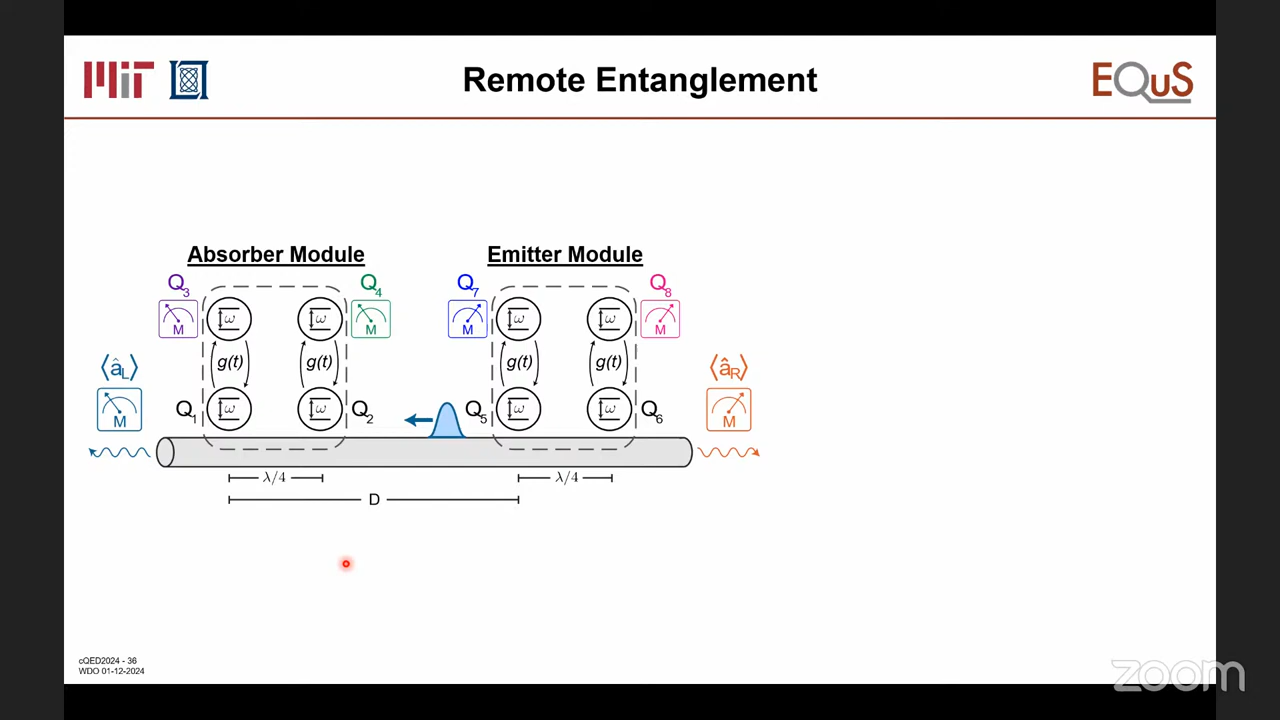 MIT
Remote Entanglement
EQuS
Absorber Module
Emitter Module
Q3
Q4
Q7
Q8
M
ω
ω
M
M
ω
ω
M
⟨âL⟩
g(t)
g(t)
g(t)
g(t)
⟨âR⟩
M
Q1
ω
ω
Q2
Q5
ω
ω
Q6
M
λ/4
λ/4
D
cQED2024 - 36
WDO 01-12-2024
zoom